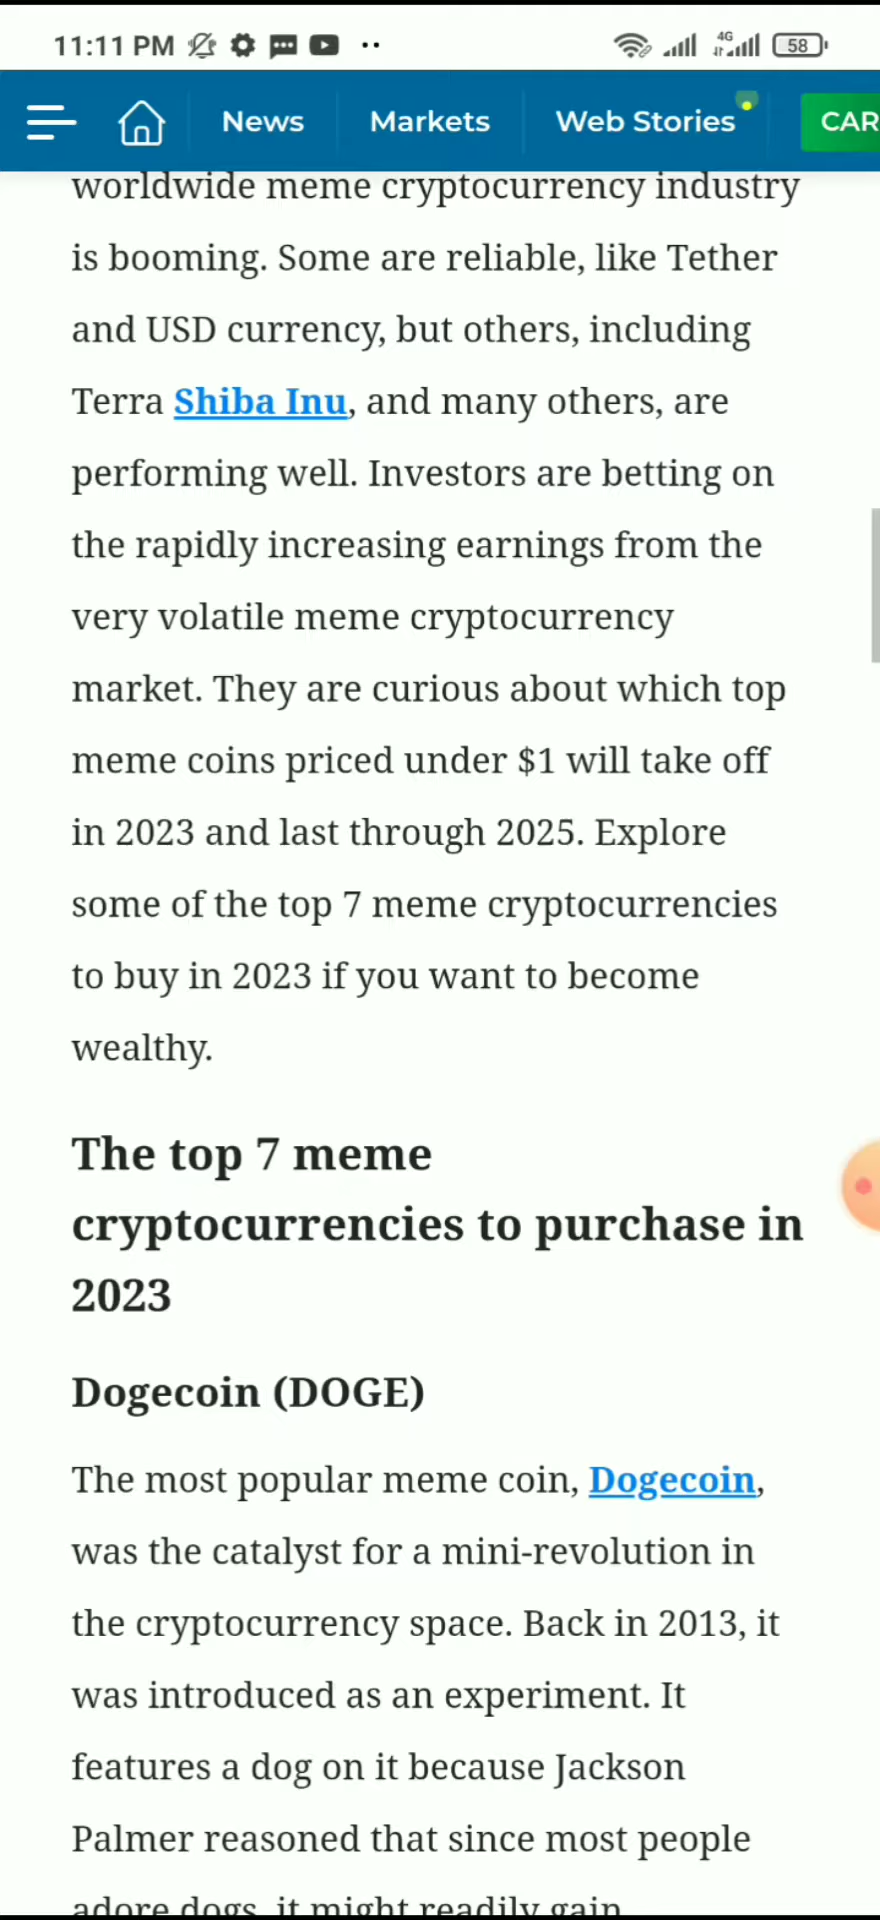 11:11 PM
4G
58
News
Markets
Web Stories
CAR
worldwide meme cryptocurrency industry
is booming. Some are reliable, like Tether
and USD currency, but others, including
Terra Shiba Inu, and many others, are
performing well. Investors are betting on
the rapidly increasing earnings from the
very volatile meme cryptocurrency
market. They are curious about which top
meme coins priced under $1 will take off
in 2023 and last through 2025. Explore
some of the top 7 meme cryptocurrencies
to buy in 2023 if you want to become
wealthy.
The top 7 meme
cryptocurrencies to purchase in
2023
Dogecoin (DOGE)
The most popular meme coin, Dogecoin,
was the catalyst for a mini-revolution in
the cryptocurrency space. Back in 2013, it
was introduced as an experiment. It
features a dog on it because Jackson
Palmer reasoned that since most people
adore dogs, it might readily gain